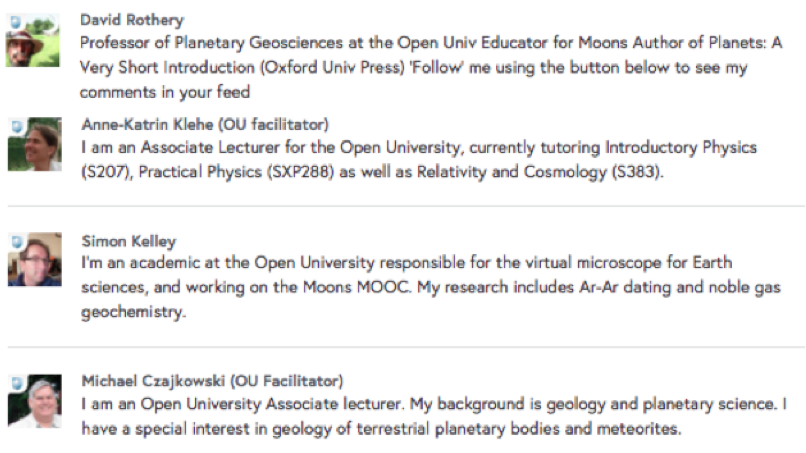 David Rothery
Professor of Planetary Geosciences at the Open Univ Educator for Moons Author of Planets: A
Very Short Introduction (Oxford Univ Press) 'Follow' me using the button below to see my
comments in your feed
Anne-Katrin Klehe (OU facilitator)
I am an Associate Lecturer for the Open University, currently tutoring Introductory Physics
(S207), Practical Physics (SXP288) as well as Relativity and Cosmology (S383).
Simon Kelley
I'm an academic at the Open University responsible for the virtual microscope for Earth
sciences, and working on the Moons MOOC. My research includes Ar-Ar dating and noble gas
geochemistry.
Michael Czajkowski (OU Facilitator)
I am an Open University Associate lecturer. My background is geology and planetary science. I
have a special interest in geology of terrestrial planetary bodies and meteorites.